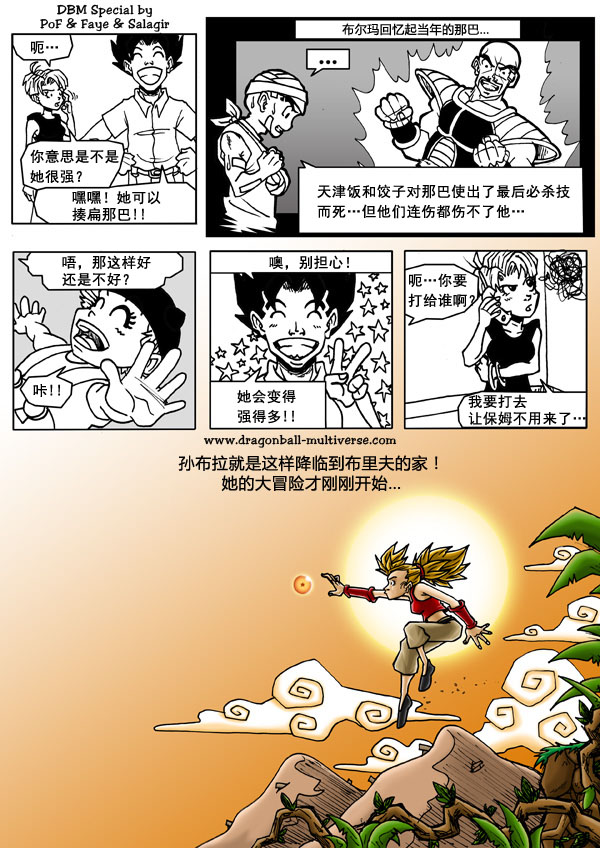 DBM Special by
PoF & Faye & Salagir
呃…
你意思是不是
她很强？
嘿嘿！她可以
揍扁那巴！！
布尔玛回忆起当年的那巴...
…
天津饭和饺子对那巴使出了最后必杀技
而死…但他们连伤都伤不了他…
唔，那这样好
还是不好？
咔！！
噢，别担心！
她会变得
强得多！！
呃…你要
打给谁啊？
我要打去
让保姆不用来了…
www.dragonball-multiverse.com
孙布拉就是这样降临到布里夫的家！
她的大冒险才刚刚开始...